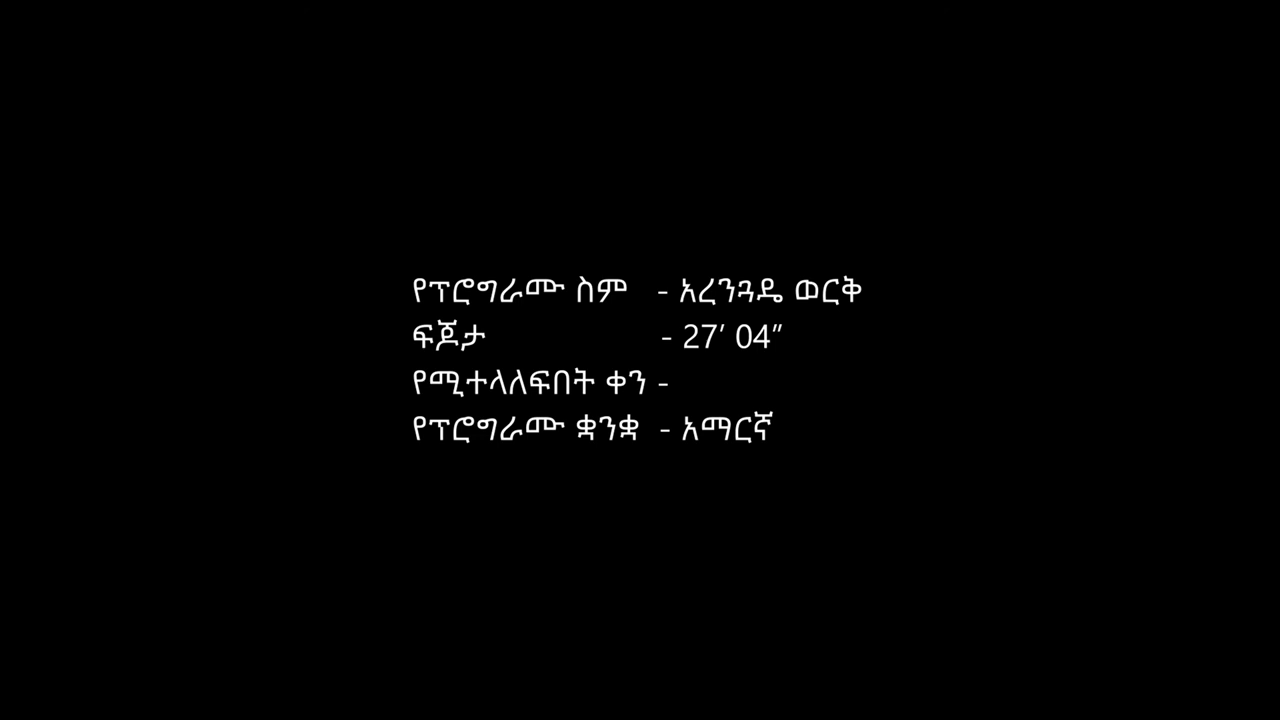 የፕሮግራሙ ስም - አረንጓዴ ወርቅ
ፍጆታ - 27’ 04”
የሚተላለፍበት ቀን -
የፕሮግራሙ ቋንቋ - አማርኛ